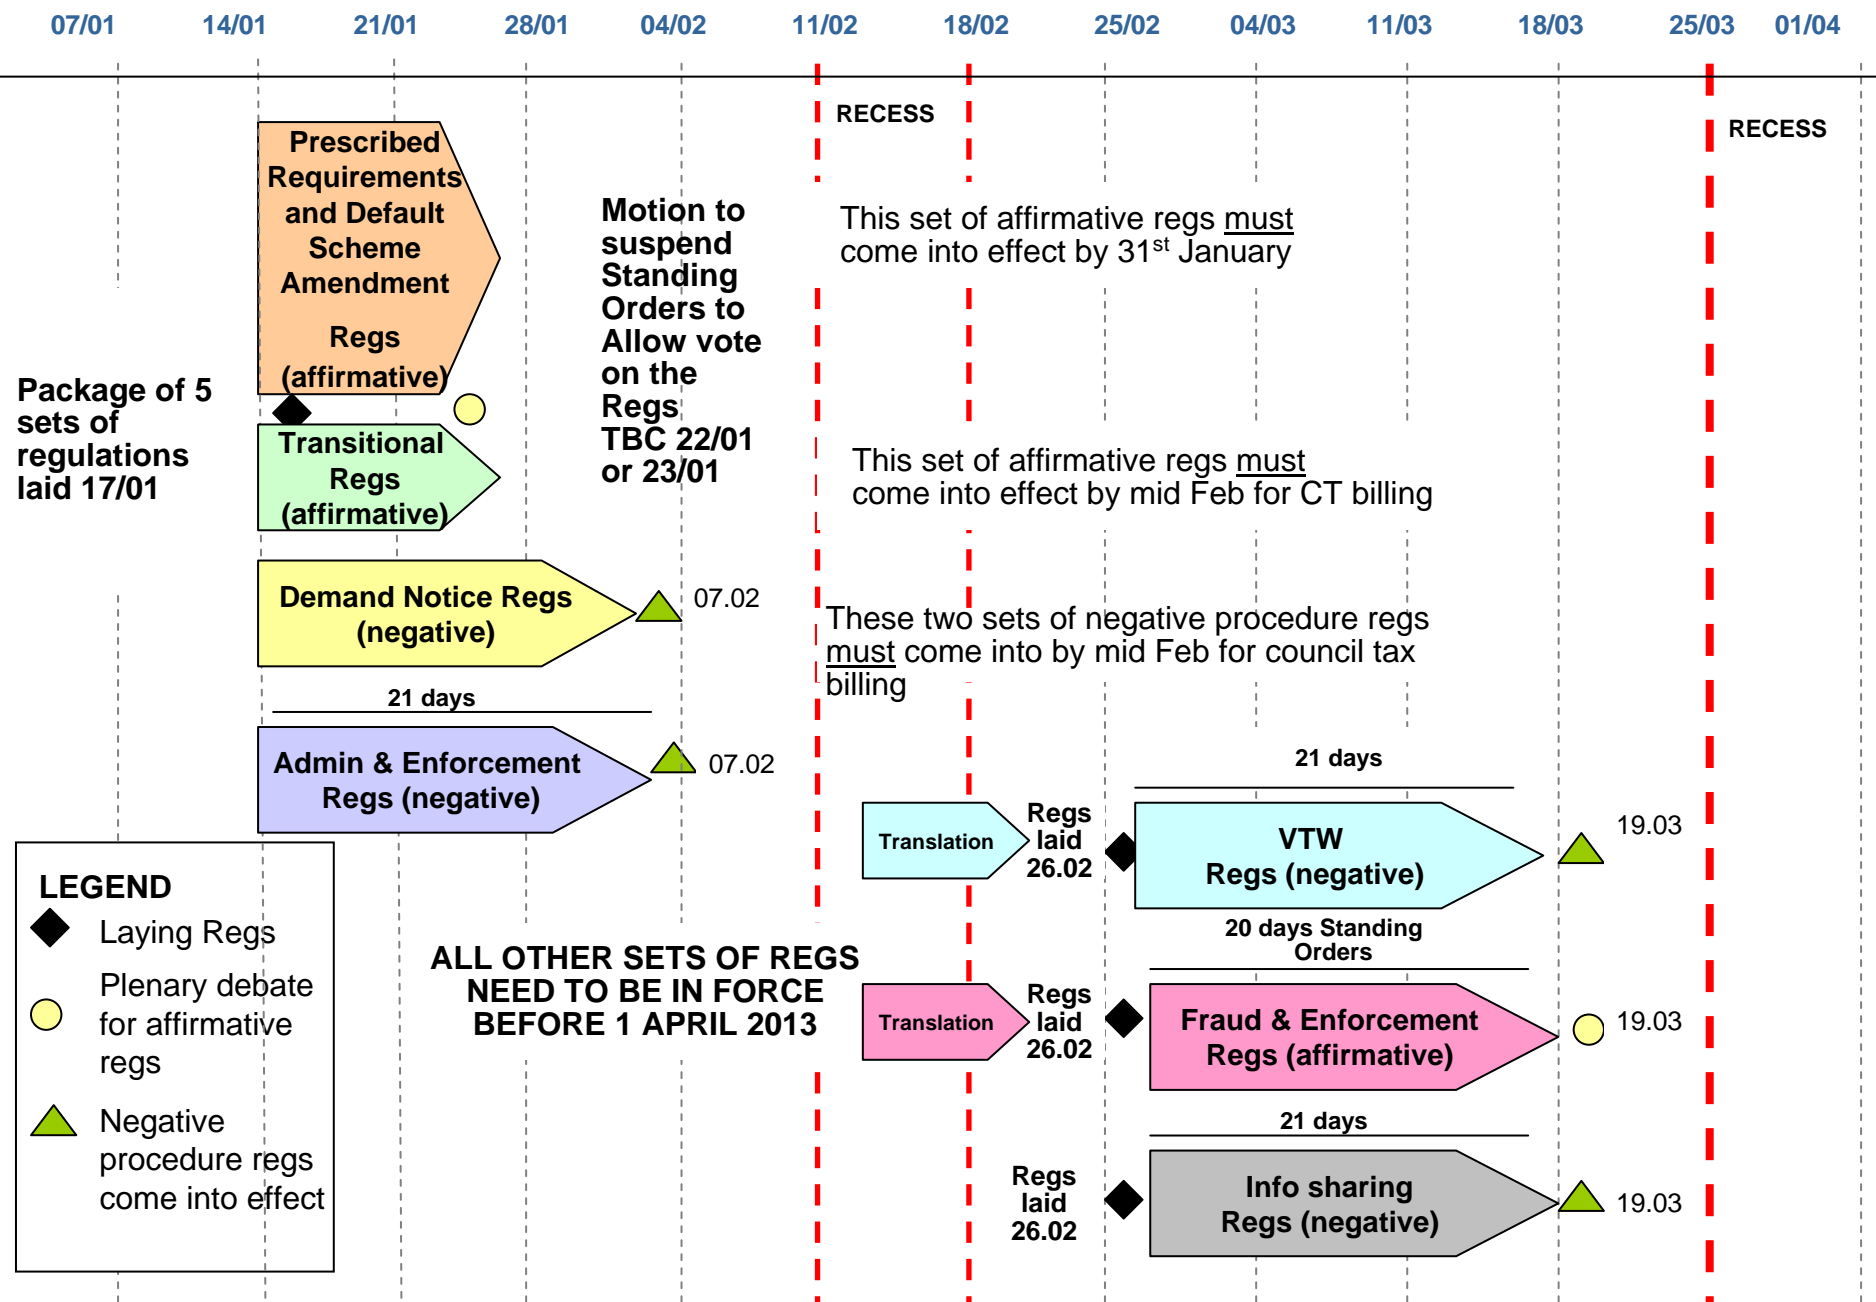 07/01 14/01 21/01 28/01 04/02 11/02 18/02 25/02 04/03 11/03 18/03 25/03 01/04
RECESS
RECESS
Prescribed
Requirements
and Default
Scheme
Amendment
Regs
(affirmative)
Motion to
suspend
Standing
Orders to
Allow vote
on the
Regs
TBC 22/01
or 23/01
This set of affirmative regs must
come into effect by 31st January
Package of 5
sets of
regulations
laid 17/01
Transitional
Regs
(affirmative)
This set of affirmative regs must
come into effect by mid Feb for CT billing
Demand Notice Regs
(negative)
07.02
These two sets of negative procedure regs
must come into by mid Feb for council tax
billing
21 days
Admin & Enforcement
Regs (negative)
07.02
21 days
Translation
Regs
laid
26.02
VTW
Regs (negative)
19.03
LEGEND
Laying Regs
Plenary debate
for affirmative
regs
Negative
procedure regs
come into effect
ALL OTHER SETS OF REGS
NEED TO BE IN FORCE
BEFORE 1 APRIL 2013
20 days Standing
Orders
Translation
Regs
laid
26.02
Fraud & Enforcement
Regs (affirmative)
19.03
21 days
Regs
laid
26.02
Info sharing
Regs (negative)
19.03